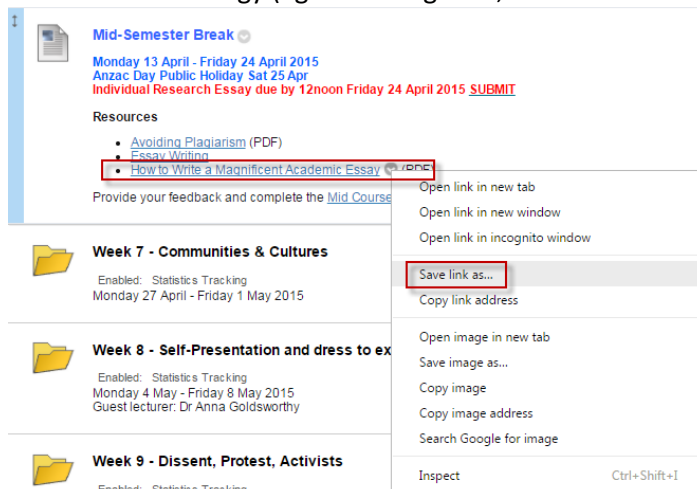 Mid-Semester Break
Monday 13 April - Friday 24 April 2015
Anzac Day Public Holiday Sat 25 Apr
Individual Research Essay due by 12noon Friday 24 April 2015 SUBMIT
Resources
Avoiding Plagiarism (PDF)
Essay Writing
How to Write a Magnificent Academic Essay (PDF)
Provide your feedback and complete the Mid Course
Week 7 - Communities & Cultures
Enabled: Statistics Tracking
Monday 27 April - Friday 1 May 2015
Week 8 - Self-Presentation and dress to ex
Enabled: Statistics Tracking
Monday 4 May - Friday 8 May 2015
Guest lecturer: Dr Anna Goldsworthy
Week 9 - Dissent, Protest, Activists
Enabled: Statistics Tracking
Open link in new tab
Open link in new window
Open link in incognito window
Save link as...
Copy link address
Open image in new tab
Save image as...
Copy image
Copy image address
Search Google for image
Inspect Ctrl+Shift+I